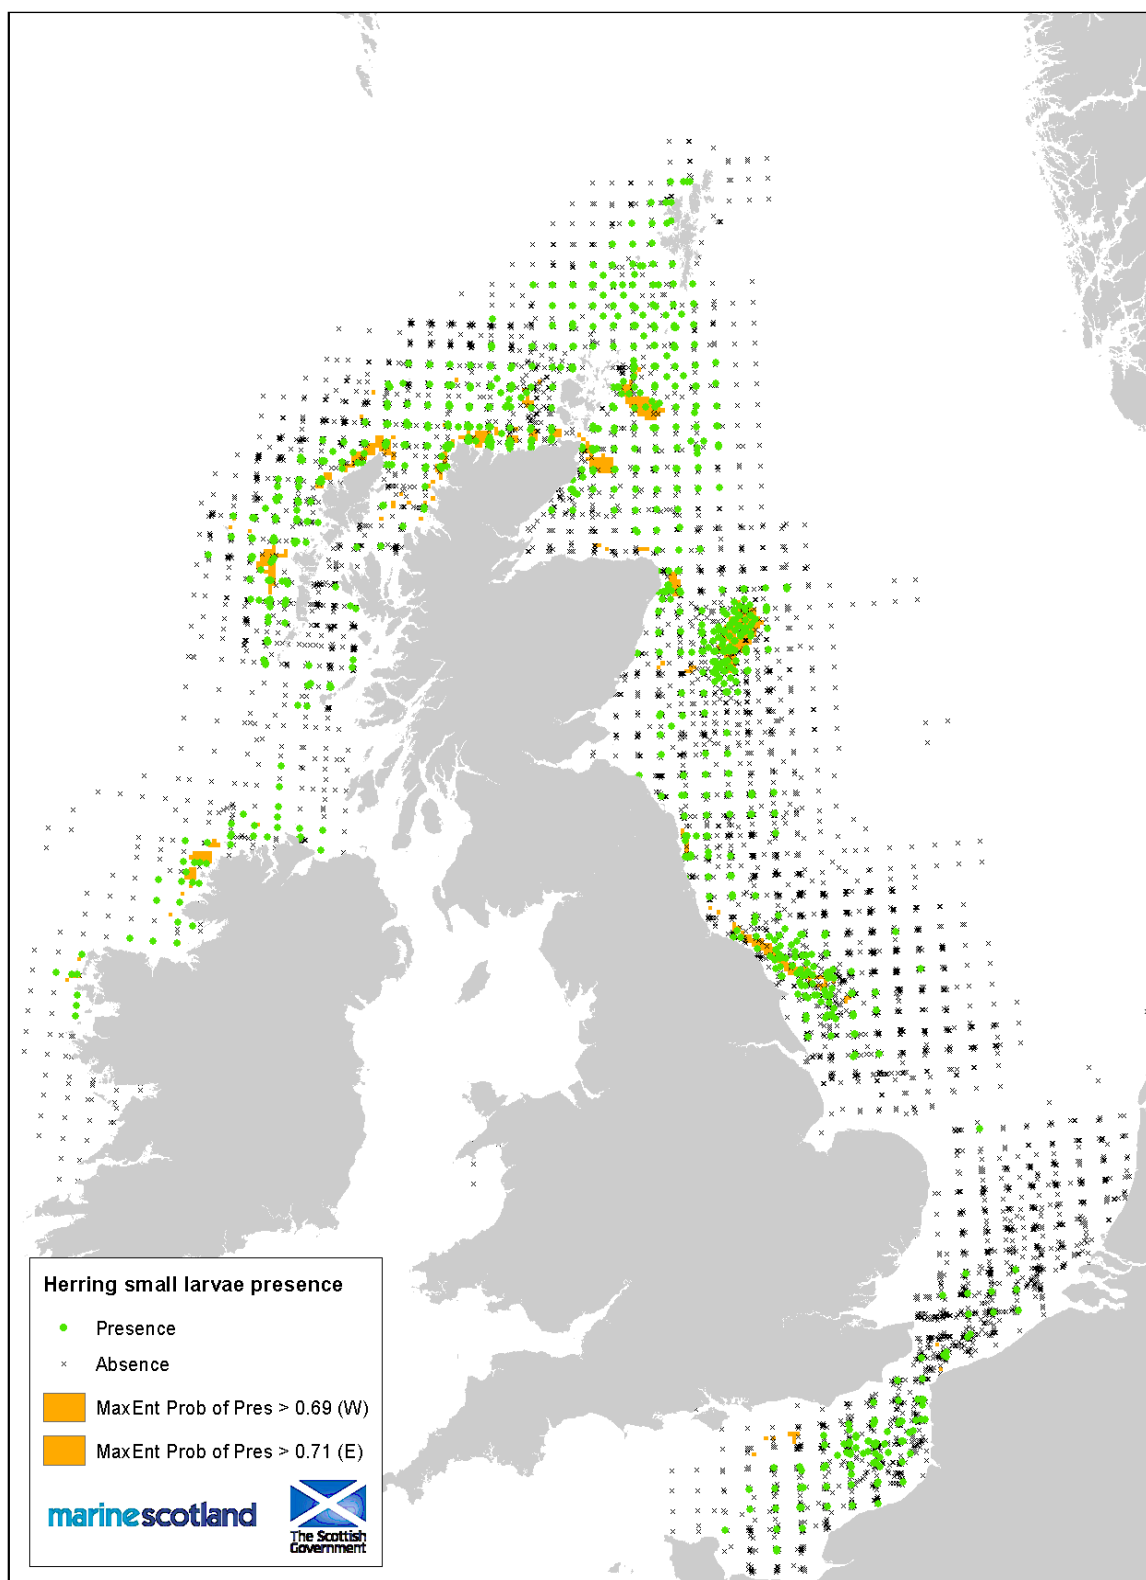 Herring small larvae presence
Presence
Absence
MaxEnt Prob of Pres > 0.69 (W)
MaxEnt Prob of Pres > 0.71 (E)
marinescotland
The Scottish
Government